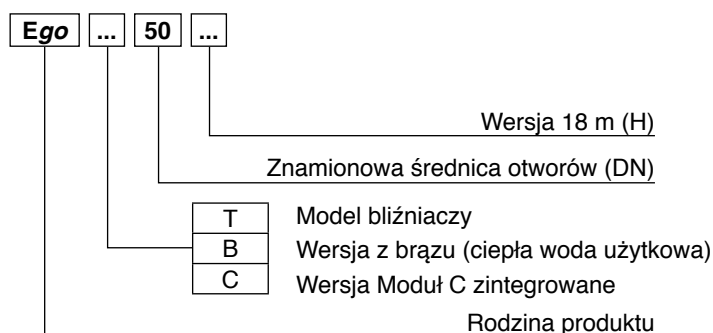 Ego ... 50 ...
Wersja 18 m (H)
Znamionowa średnica otworów (DN)
T Model bliźniaczy
B Wersja z brązu (ciepła woda użytkowa)
C Wersja Moduł C zintegrowane
Rodzina produktu